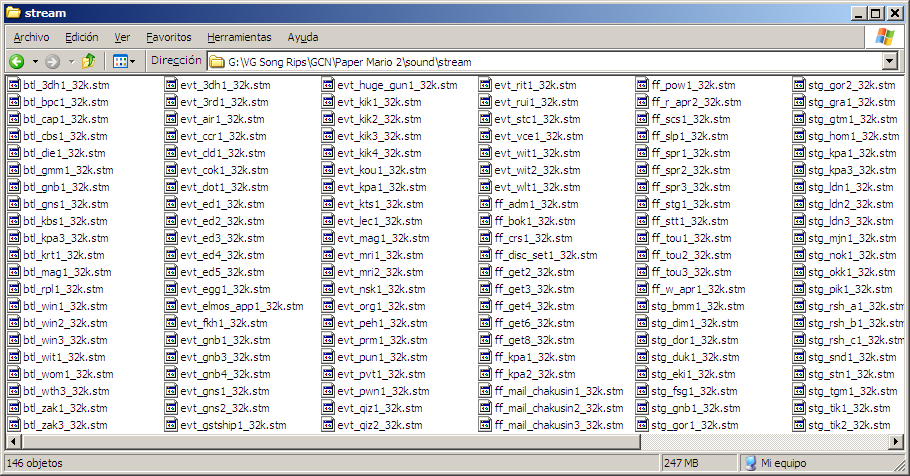 stream
Archivo Edición Ver Favoritos Herramientas Ayuda
Dirección G:\VG Song Rips\GCN\Paper Mario 2\sound\stream
btl_3dh1_32k.stm evt_3dh1_32k.stm evt_huge_gun1_32k.stm evt_rit1_32k.stm ff_pow1_32k.stm stg_gor2_32k.stm
btl_bpc1_32k.stm evt_3rd1_32k.stm evt_kik1_32k.stm evt_rui1_32k.stm ff_r_apr2_32k.stm stg_gra1_32k.stm
btl_cap1_32k.stm evt_air1_32k.stm evt_kik2_32k.stm evt_stc1_32k.stm ff_scs1_32k.stm stg_gtm1_32k.stm
btl_cbs1_32k.stm evt_ccr1_32k.stm evt_kik3_32k.stm evt_vce1_32k.stm ff_slp1_32k.stm stg_hom1_32k.stm
btl_die1_32k.stm evt_cld1_32k.stm evt_kik4_32k.stm evt_wit1_32k.stm ff_spr1_32k.stm stg_kpa1_32k.stm
btl_gmm1_32k.stm evt_cok1_32k.stm evt_kou1_32k.stm evt_wit2_32k.stm ff_spr2_32k.stm stg_kpa3_32k.stm
btl_gnb1_32k.stm evt_dot1_32k.stm evt_kpa1_32k.stm evt_wlt1_32k.stm ff_spr3_32k.stm stg_ldn1_32k.stm
btl_gns1_32k.stm evt_ed1_32k.stm evt_kts1_32k.stm ff_adm1_32k.stm ff_stg1_32k.stm stg_ldn2_32k.stm
btl_kbs1_32k.stm evt_ed2_32k.stm evt_lec1_32k.stm ff_bok1_32k.stm ff_stt1_32k.stm stg_ldn3_32k.stm
btl_kpa3_32k.stm evt_ed3_32k.stm evt_mag1_32k.stm ff_crs1_32k.stm ff_tou1_32k.stm stg_mjn1_32k.stm
btl_krt1_32k.stm evt_ed4_32k.stm evt_mri1_32k.stm ff_disc_set1_32k.stm ff_tou2_32k.stm stg_nok1_32k.stm
btl_mag1_32k.stm evt_ed5_32k.stm evt_mri2_32k.stm ff_get2_32k.stm ff_tou3_32k.stm stg_okk1_32k.stm
btl_rpl1_32k.stm evt_egg1_32k.stm evt_nsk1_32k.stm ff_get3_32k.stm ff_w_apr1_32k.stm stg_pik1_32k.stm
btl_win1_32k.stm evt_elmos_app1_32k.stm evt_org1_32k.stm ff_get4_32k.stm stg_bmm1_32k.stm stg_rsh_a1_32k.stm
btl_win2_32k.stm evt_fkh1_32k.stm evt_peh1_32k.stm ff_get6_32k.stm stg_dim1_32k.stm stg_rsh_b1_32k.stm
btl_win3_32k.stm evt_gnb1_32k.stm evt_prm1_32k.stm ff_get8_32k.stm stg_dor1_32k.stm stg_rsh_c1_32k.stm
btl_wit1_32k.stm evt_gnb3_32k.stm evt_pun1_32k.stm ff_kpa1_32k.stm stg_duk1_32k.stm stg_snd1_32k.stm
btl_wom1_32k.stm evt_gnb4_32k.stm evt_pvt1_32k.stm ff_kpa2_32k.stm stg_eki1_32k.stm stg_stn1_32k.stm
btl_wth3_32k.stm evt_gns1_32k.stm evt_pwn1_32k.stm ff_mail_chakusin1_32k.stm stg_fsg1_32k.stm stg_tgm1_32k.stm
btl_zak1_32k.stm evt_gns2_32k.stm evt_qiz1_32k.stm ff_mail_chakusin2_32k.stm stg_gnb1_32k.stm stg_tik1_32k.stm
btl_zak3_32k.stm evt_gstship1_32k.stm evt_qiz2_32k.stm ff_mail_chakusin3_32k.stm stg_gor1_32k.stm stg_tik2_32k.stm
146 objetos 247 MB Mi equipo